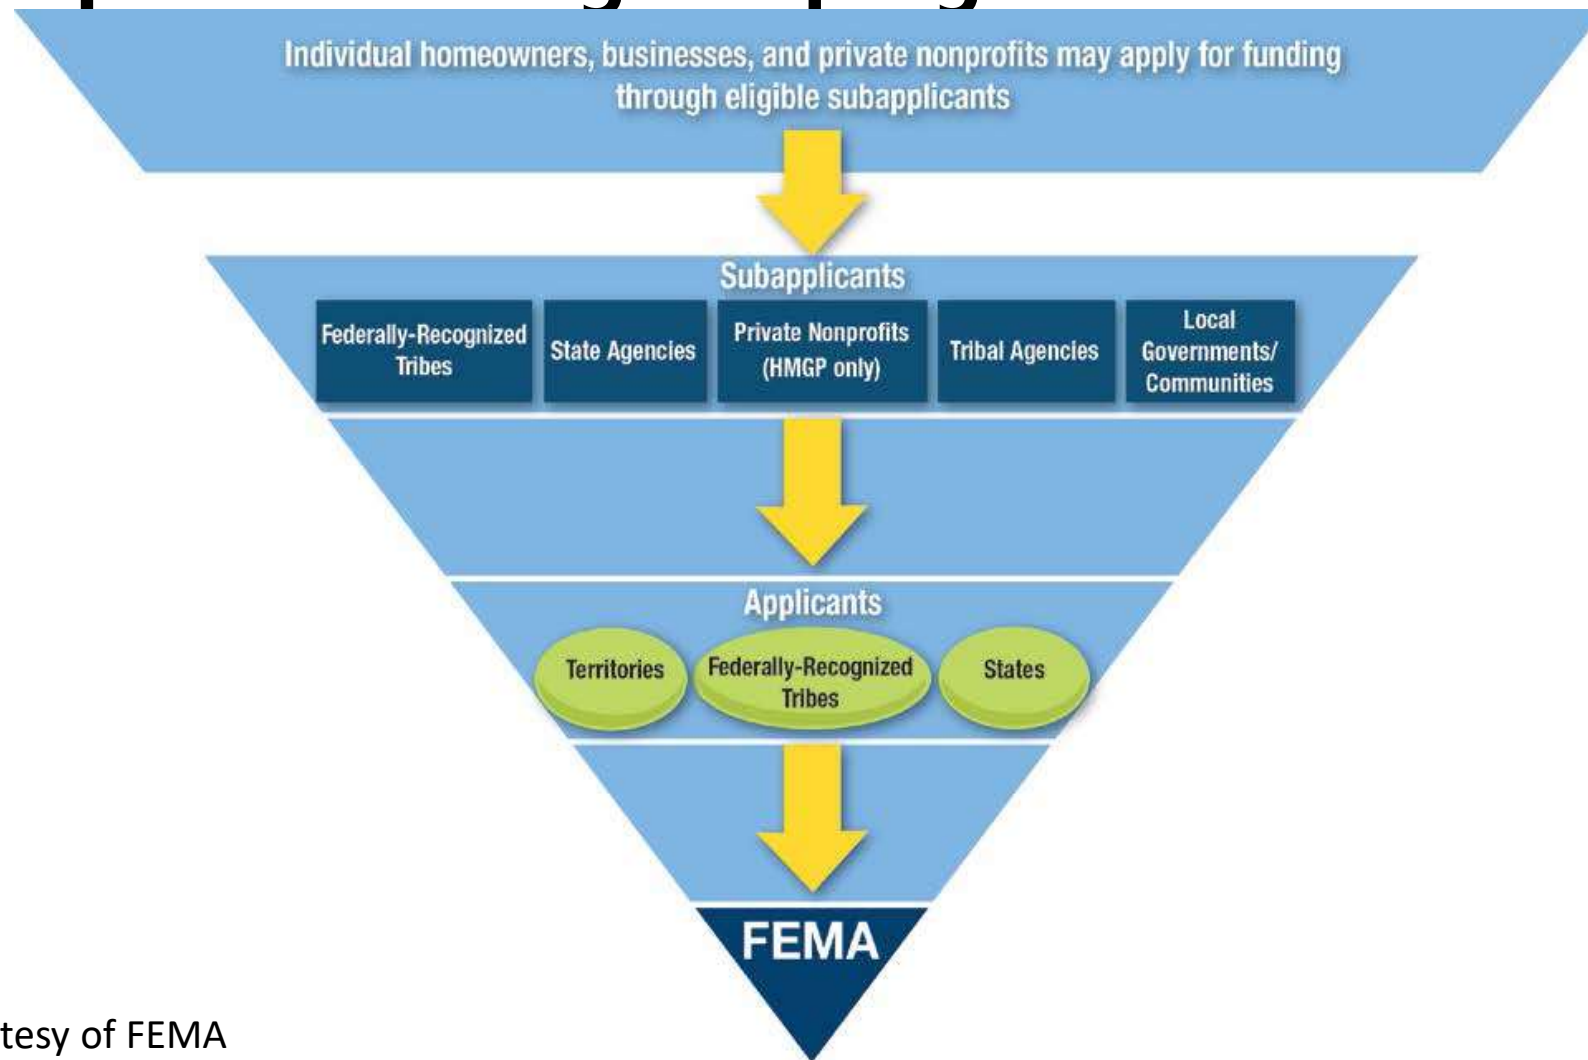 Individual homeowners, businesses, and private nonprofits may apply for funding
through eligible subapplicants
Subapplicants
Federally-Recognized
Tribes
State Agencies
Private Nonprofits
(HMGP only)
Tribal Agencies
Local
Governments/
Communities
Applicants
Territories
Federally-Recognized
Tribes
States
FEMA
of FEMA